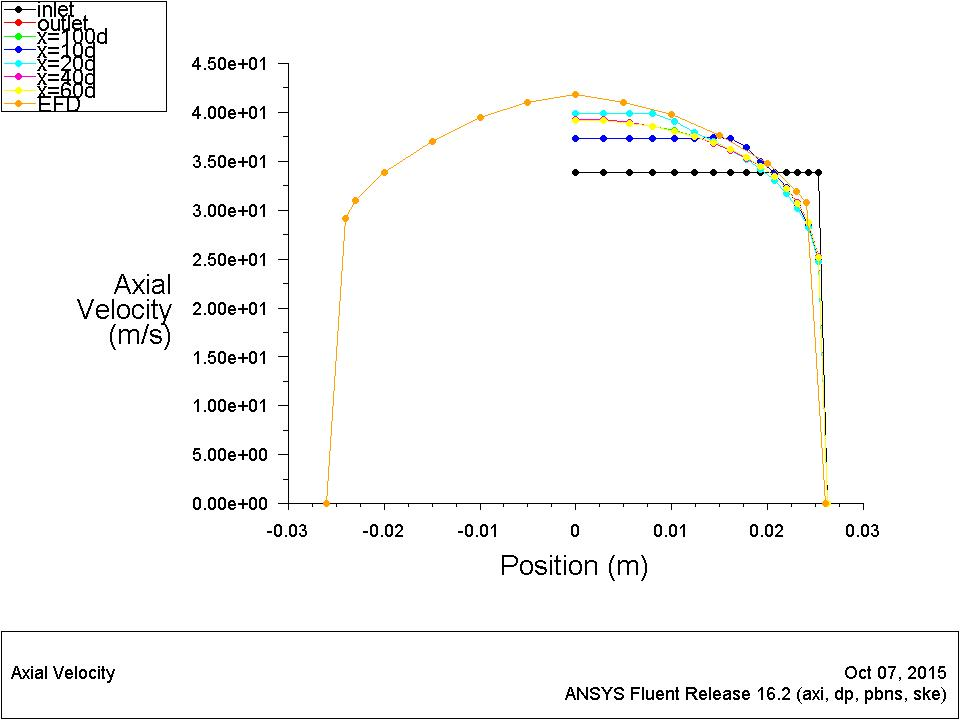 inlet
outlet
x=100d
x=10d
x=20d
x=40d
x=60d
EFD
4.50e+01
4.00e+01
3.50e+01
3.00e+01
2.50e+01
2.00e+01
1.50e+01
1.00e+01
5.00e+00
0.00e+00
Axial
Velocity
(m/s)
-0.03 -0.02 -0.01 0 0.01 0.02 0.03
Position (m)
Axial Velocity
Oct 07, 2015
ANSYS Fluent Release 16.2 (axi, dp, pbns, ske)